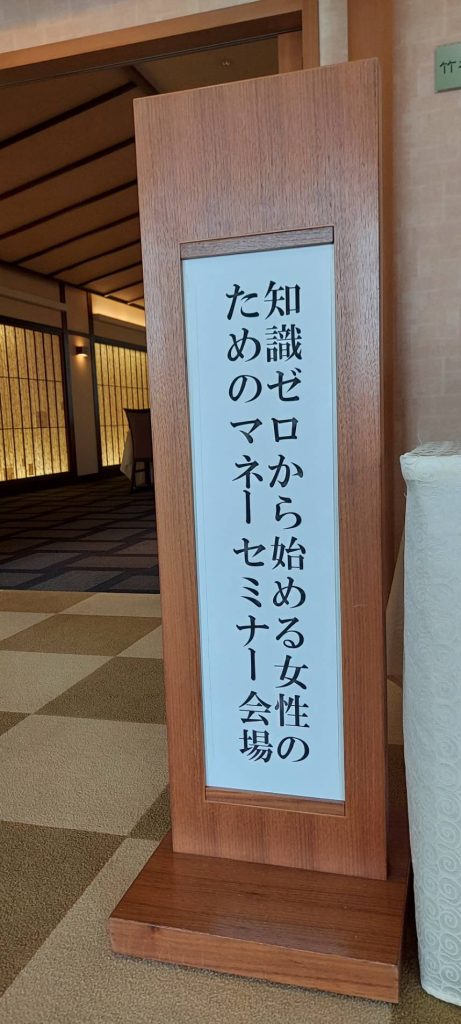 知識ゼロから始める女性の
ためのマネーセミナー会場
竹